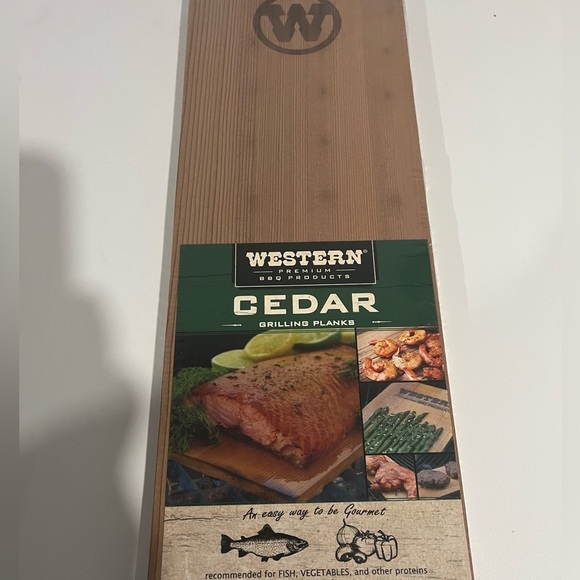 W
WESTERN®
PREMIUM
BBQ PRODUCTS
CEDAR
GRILLING PLANKS
WESTERN
An easy way to be Gourmet
recommended for FISH, VEGETABLES, and other proteins